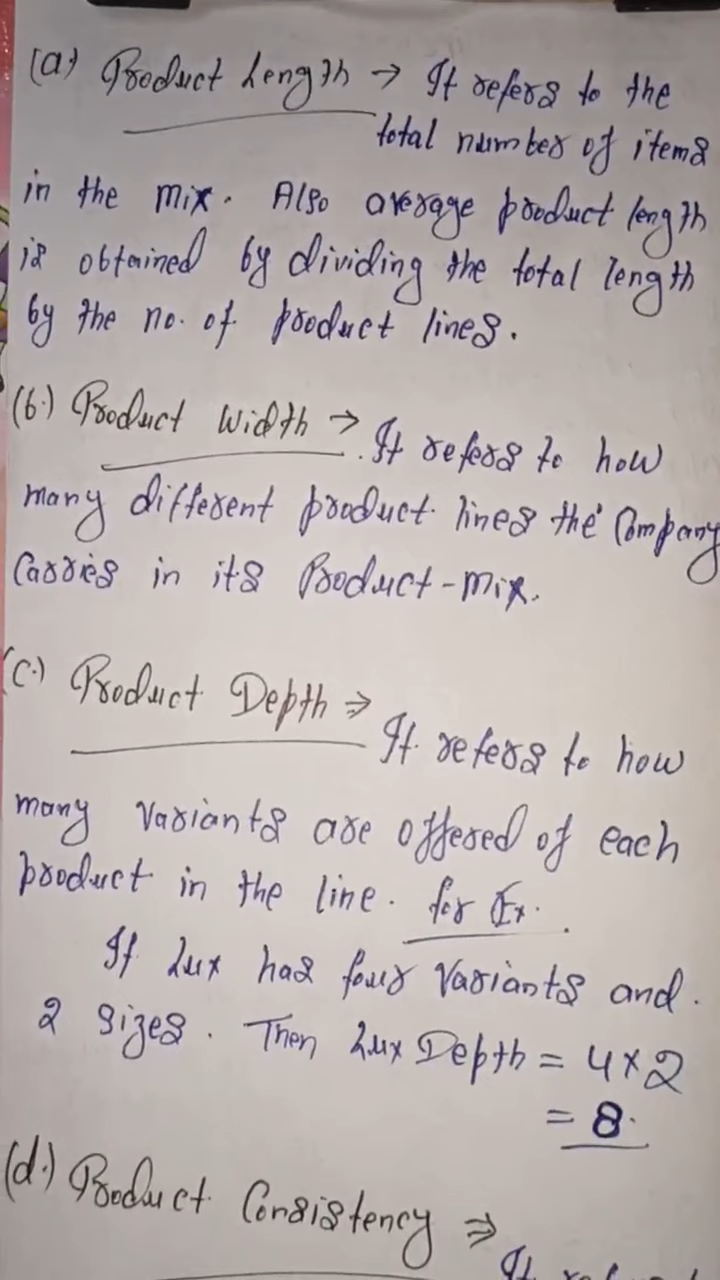 (a) Product Length → It refers to the
total number of items
in the mix. Also average product length
is obtained by dividing the total length
by the no. of product lines.
(b.) Product Width →
It refers to how
many different product lines the Company
Carries in its Product-mix.
(c.) Product Depth ⇒
It refers to how
many variants are offered of each
product in the line. for Ex.
If Lux has four Variants and
2 sizes. Then Lux Depth = 4×2
= 8.
(d.) Product Consistency ⇒
It